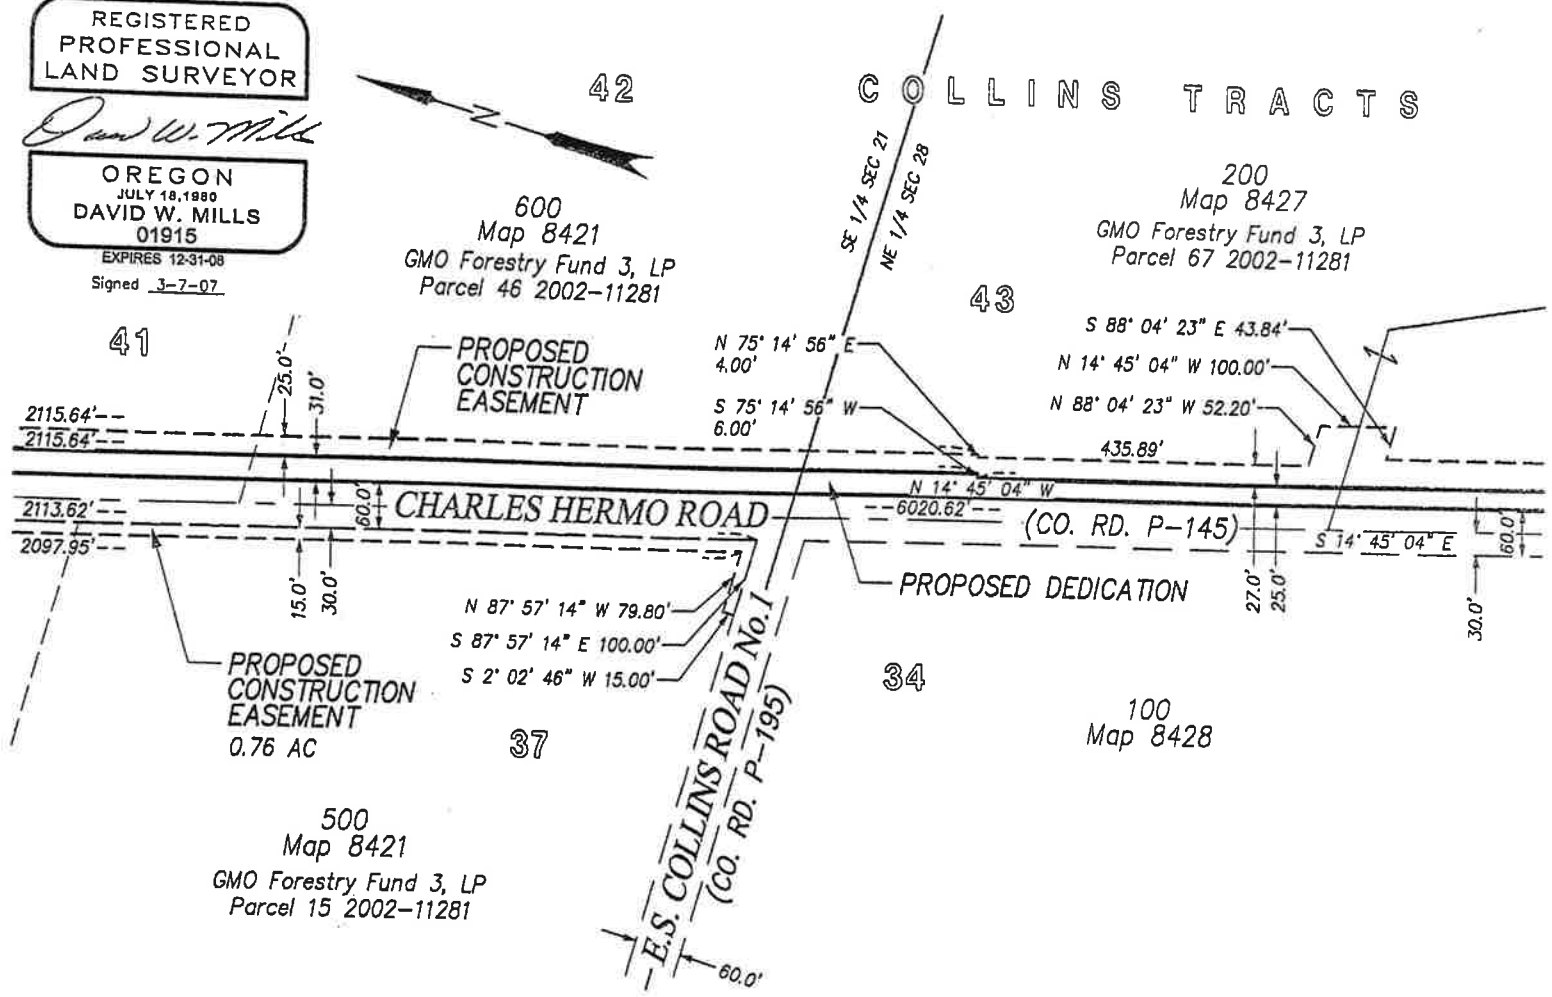 REGISTERED
PROFESSIONAL
LAND SURVEYOR
David W. Mills
OREGON
JULY 18, 1980
DAVID W. MILLS
01915
EXPIRES 12-31-08
Signed 3-7-07
N
42
COLLINS TRACTS
SE 1/4 SEC 21
NE 1/4 SEC 28
600
Map 8421
GMO Forestry Fund 3, LP
Parcel 46 2002-11281
200
Map 8427
GMO Forestry Fund 3, LP
Parcel 67 2002-11281
41
43
PROPOSED
CONSTRUCTION
EASEMENT
25.0'
31.0'
N 75° 14' 56" E
4.00'
S 75° 14' 56" W
6.00'
S 88° 04' 23" E 43.84'
N 14° 45' 04" W 100.00'
N 88° 04' 23" W 52.20'
435.89'
2115.64'
2115.64'
2113.62'
2097.95'
60.0'
CHARLES HERMO ROAD
N 14° 45' 04" W
6020.62'
(CO. RD. P-145)
S 14° 45' 04" E
60.0'
15.0'
30.0'
27.0'
25.0'
30.0'
PROPOSED DEDICATION
N 87° 57' 14" W 79.80'
S 87° 57' 14" E 100.00'
S 2° 02' 46" W 15.00'
PROPOSED
CONSTRUCTION
EASEMENT
0.76 AC
37
34
100
Map 8428
E.S. COLLINS ROAD No.1
(CO. RD. P-195)
60.0'
500
Map 8421
GMO Forestry Fund 3, LP
Parcel 15 2002-11281